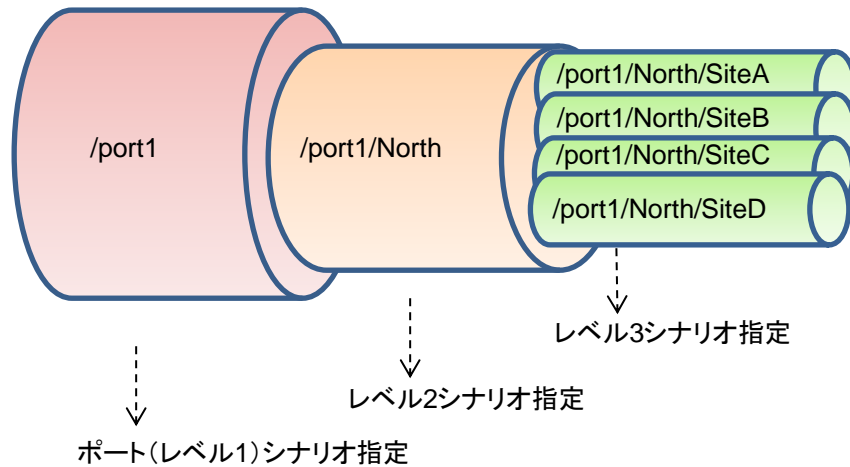 /port1
/port1/North
/port1/North/SiteA
/port1/North/SiteB
/port1/North/SiteC
/port1/North/SiteD
レベル3シナリオ指定
レベル2シナリオ指定
ポート(レベル1)シナリオ指定